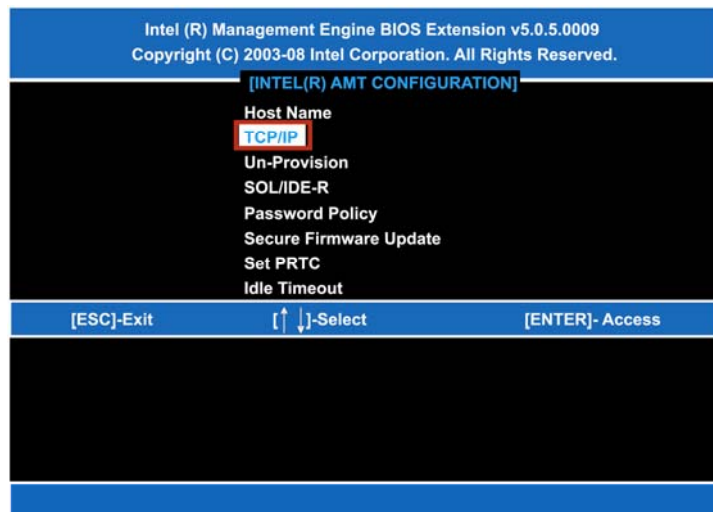 Intel (R) Management Engine BIOS Extension v5.0.5.0009
Copyright (C) 2003-08 Intel Corporation. All Rights Reserved.
[INTEL(R) AMT CONFIGURATION]
Host Name
TCP/IP
Un-Provision
SOL/IDE-R
Password Policy
Secure Firmware Update
Set PRTC
Idle Timeout
[ESC]-Exit [↑ ↓]-Select [ENTER]- Access